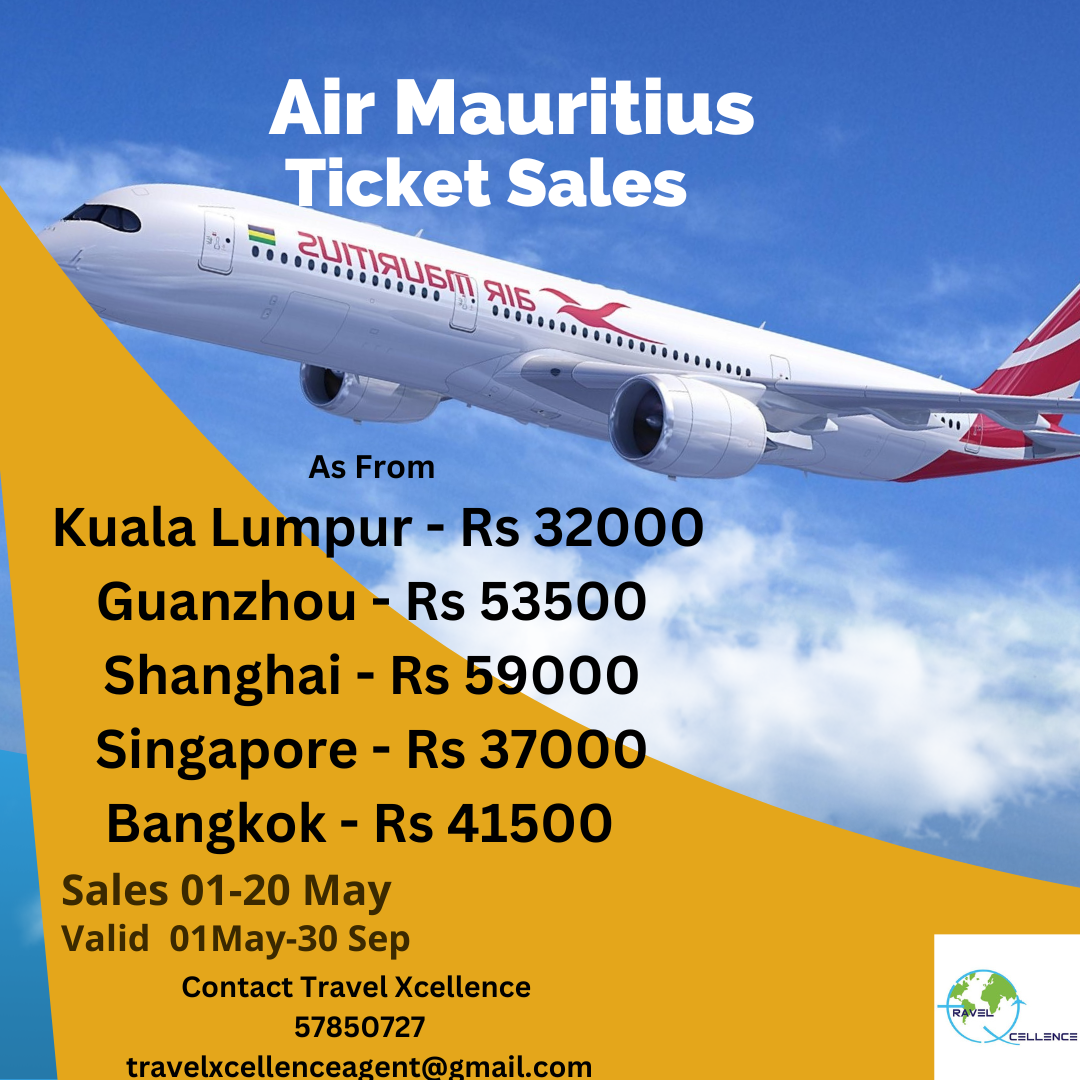 Air Mauritius
Ticket Sales
AIR MAURITIUS
As From
Kuala Lumpur - Rs 32000
Guanzhou - Rs 53500
Shanghai - Rs 59000
Singapore - Rs 37000
Bangkok - Rs 41500
Sales 01-20 May
Valid 01May-30 Sep
Contact Travel Xcellence
57850727
travelxcellenceagent@gmail.com
RAVEL
CELLENCE